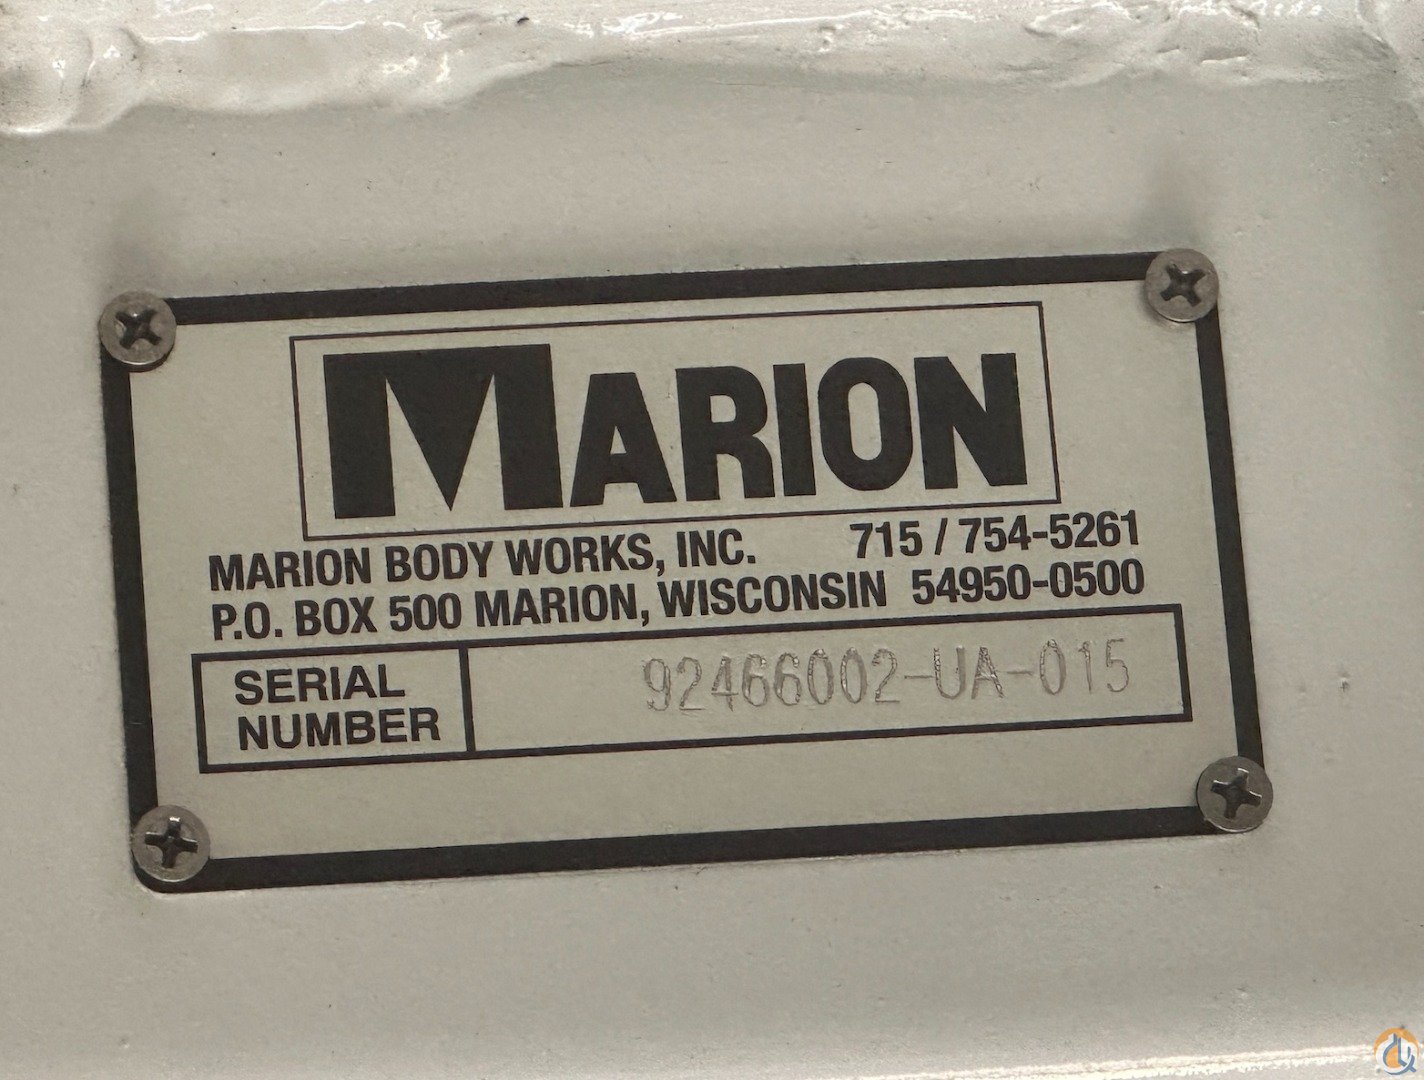 MARION
MARION BODY WORKS, INC. 715 / 754-5261
P.O. BOX 500 MARION, WISCONSIN 54950-0500
SERIAL NUMBER
92466002-UA-015